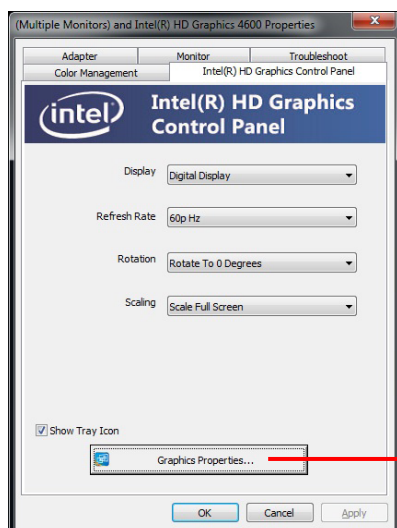 (Multiple Monitors) and Intel(R) HD Graphics 4600 Properties
Adapter Monitor Troubleshoot
Color Management Intel(R) HD Graphics Control Panel
intel Intel(R) HD Graphics
Control Panel
Display Digital Display
Refresh Rate 60p Hz
Rotation Rotate To 0 Degrees
Scaling Scale Full Screen
Show Tray Icon
Graphics Properties...
OK Cancel Apply